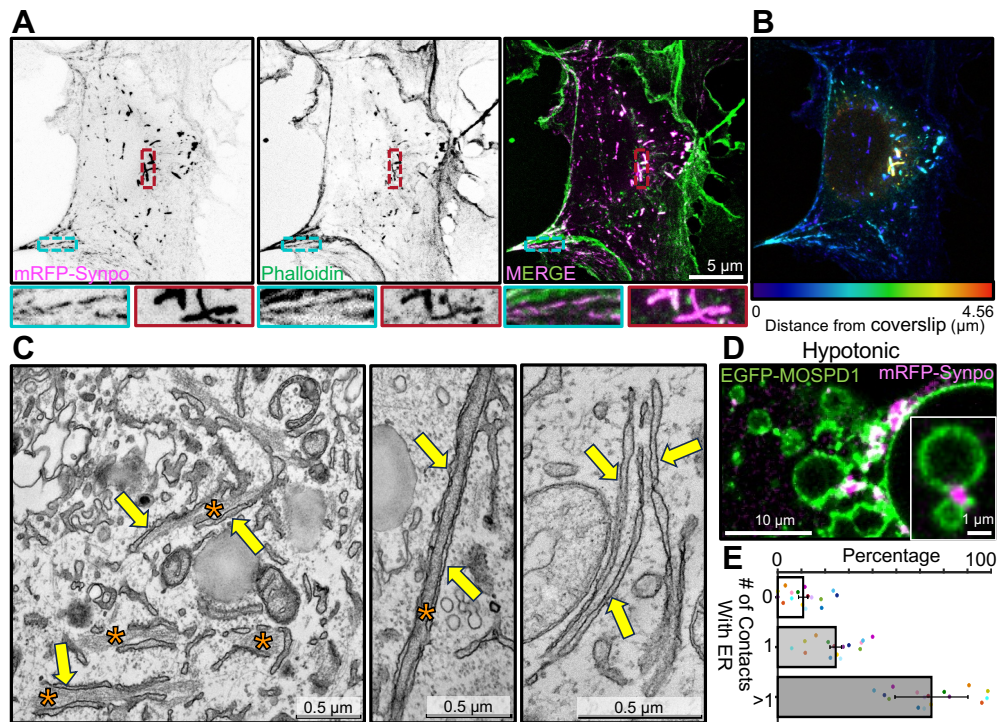 A
B
mRFP-Synpo
Phalloidin
MERGE
5 µm
0
4.56
Distance from coverslip (µm)
C
D
Hypotonic
EGFP-MOSPD1
mRFP-Synpo
*
*
*
*
*
0.5 µm
0.5 µm
0.5 µm
10 µm
1 µm
E
Percentage
0
100
# of Contacts
With ER
0
1
>1